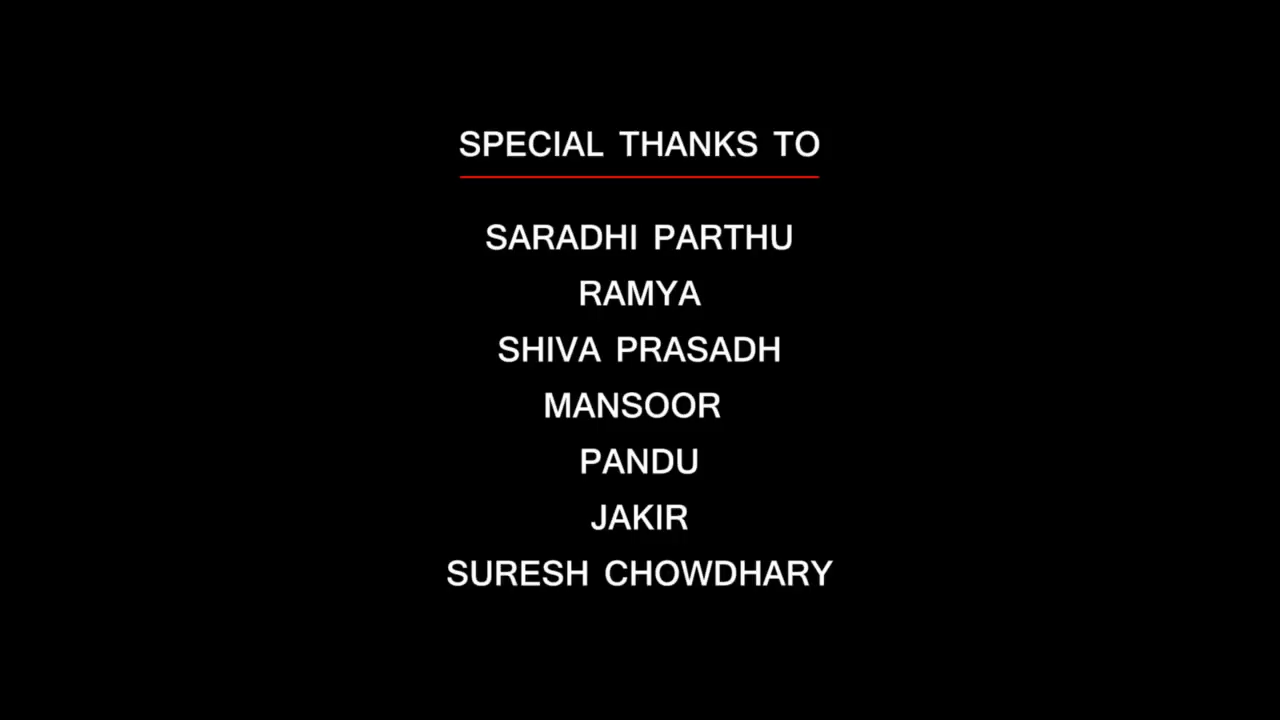 SPECIAL THANKS TO
SARADHI PARTHU
RAMYA
SHIVA PRASADH
MANSOOR
PANDU
JAKIR
SURESH CHOWDHARY